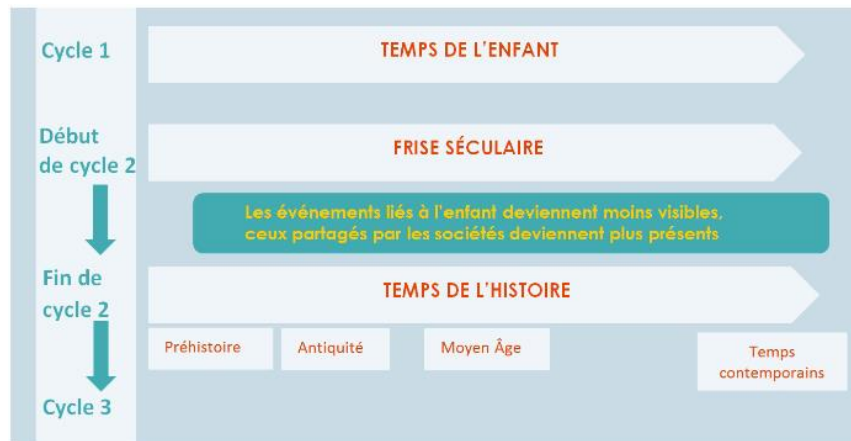 Cycle 1
TEMPS DE L'ENFANT
Début
de cycle 2
FRISE SÉCULAIRE
Les événements liés à l'enfant deviennent moins visibles,
ceux partagés par les sociétés deviennent plus présents
Fin de
cycle 2
TEMPS DE L'HISTOIRE
Préhistoire
Antiquité
Moyen Âge
Temps
contemporains
Cycle 3